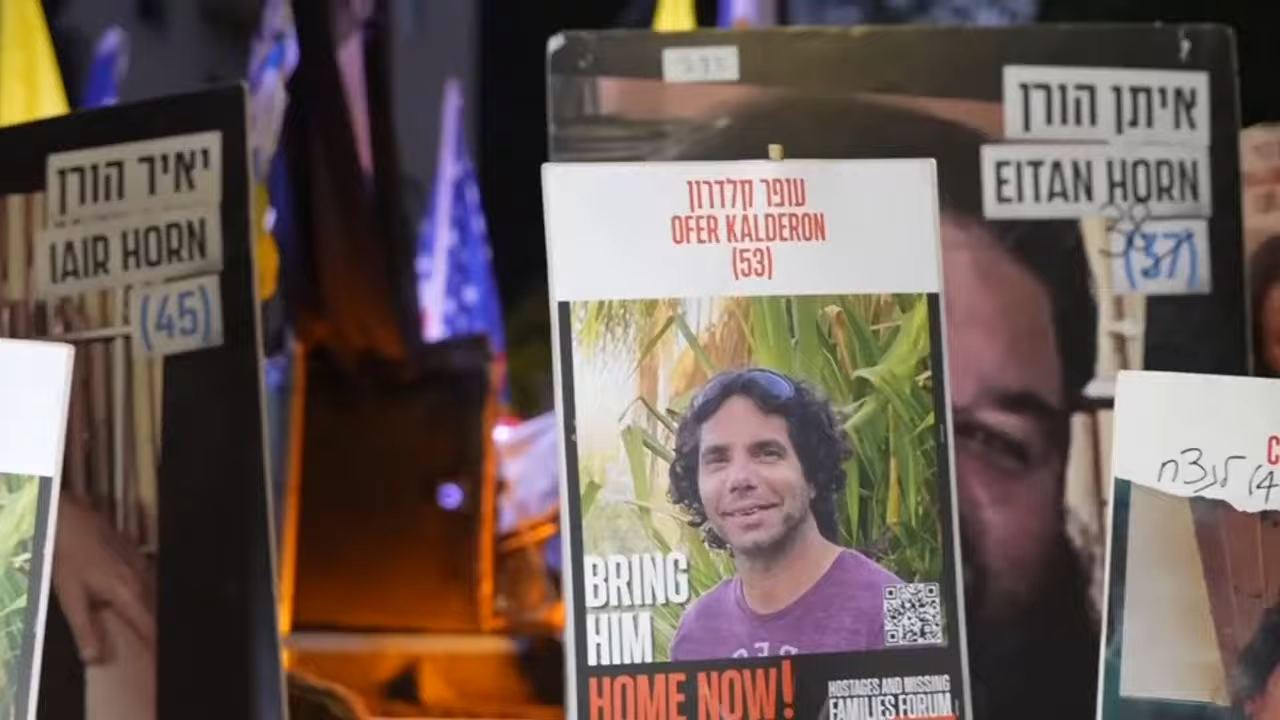 יאיר הורן
IAIR HORN
(45)
עופר קלדרון
OFER KALDERON
(53)
BRING
HIM
HOME NOW!
HOSTAGES AND MISSING
FAMILIES FORUM
איתן הורן
EITAN HORN
38
(37)